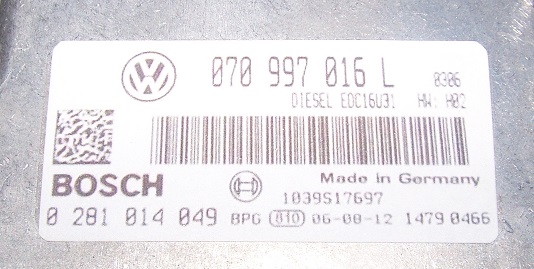 070 997 016 L 0306
DIESEL EDC16U31 HW: H02
Made in Germany
BOSCH
1039S17697
0 281 014 049 BPG 010 06-08-12 1479 0466